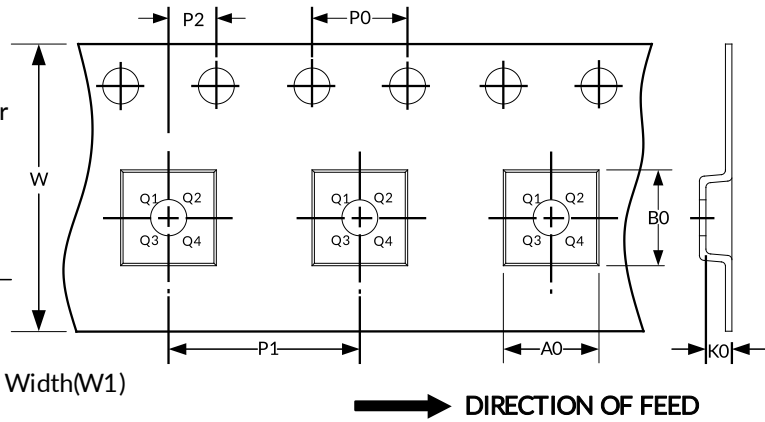 P2
P0
r
W
Q1 Q2
Q3 Q4
Q1 Q2
Q3 Q4
Q1 Q2
Q3 Q4
B0
P1
A0
K0
Width(W1)
DIRECTION OF FEED